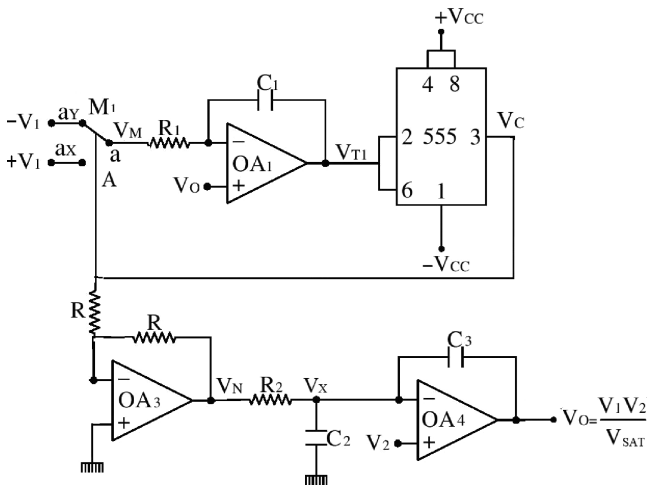 +VCC
C1
4 8
M1
−V1 aY
VM R1
VC
− OA1
VT1
2 555 3
+V1 aX
a
A
VO +
6 1
−VCC
R
R
C3
VN R2 VX
− OA3 +
C2
− OA4
V2 +
VO= V1V2
VSAT